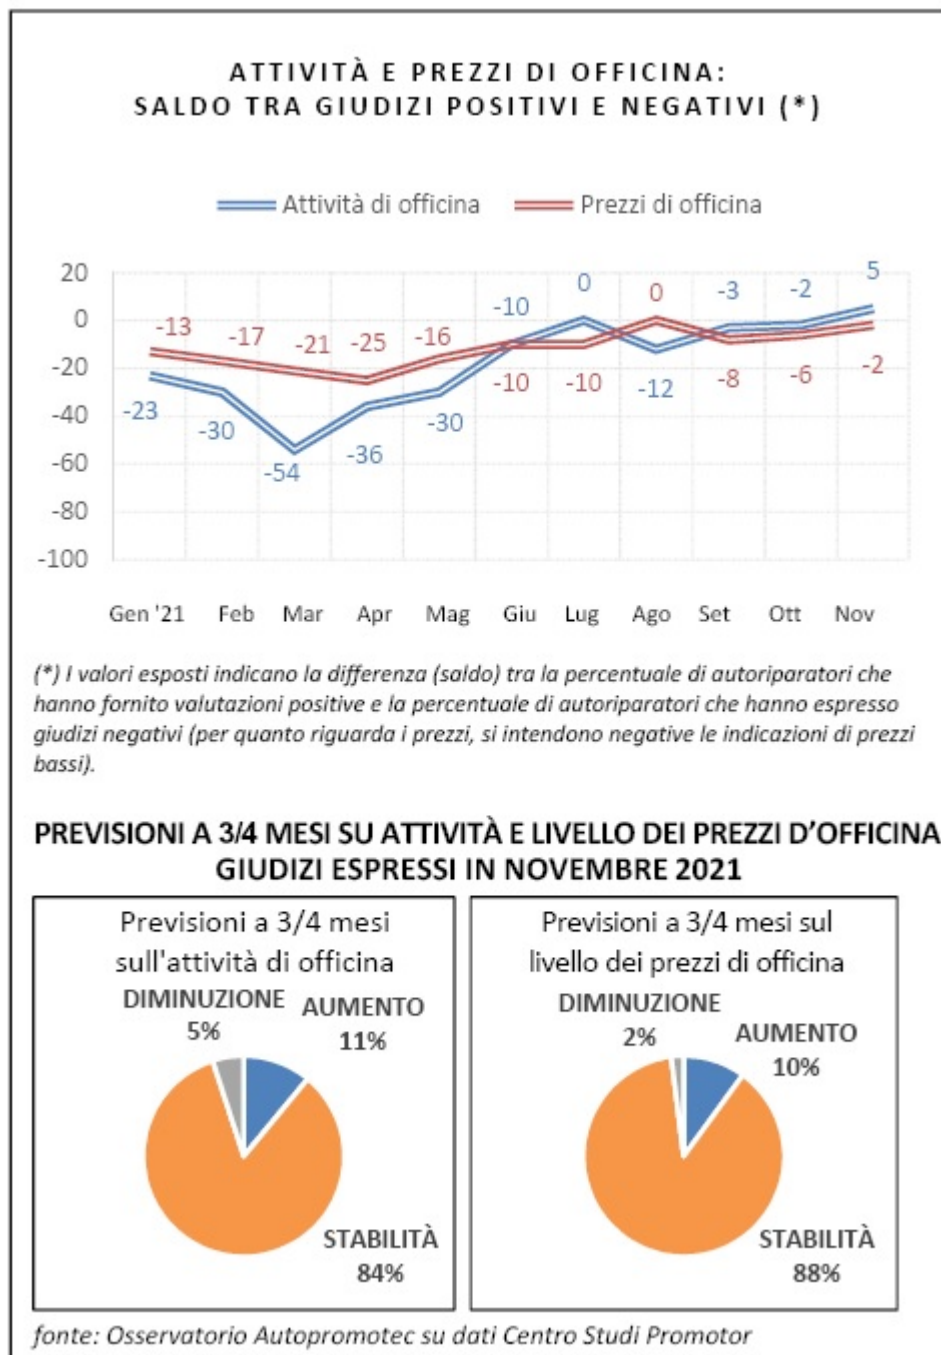 ATTIVITÀ E PREZZI DI OFFICINA:
SALDO TRA GIUDIZI POSITIVI E NEGATIVI (*)
Attività di officina Prezzi di officina
20
0
-20
-40
-60
-80
-100
-13 -17 -21 -25 -16 -10 -10 0 -8 -6 -2
-23 -30 -54 -36 -30 -10 0 -12 -3 -2 5
Gen '21 Feb Mar Apr Mag Giu Lug Ago Set Ott Nov
(*) I valori esposti indicano la differenza (saldo) tra la percentuale di autoriparatori che
hanno fornito valutazioni positive e la percentuale di autoriparatori che hanno espresso
giudizi negativi (per quanto riguarda i prezzi, si intendono negative le indicazioni di prezzi
bassi).
PREVISIONI A 3/4 MESI SU ATTIVITÀ E LIVELLO DEI PREZZI D'OFFICINA
GIUDIZI ESPRESSI IN NOVEMBRE 2021
Previsioni a 3/4 mesi
sull'attività di officina
DIMINUZIONE
5%
AUMENTO
11%
STABILITÀ
84%
Previsioni a 3/4 mesi sul
livello dei prezzi di officina
DIMINUZIONE
2%
AUMENTO
10%
STABILITÀ
88%
fonte: Osservatorio Autopromotec su dati Centro Studi Promotor